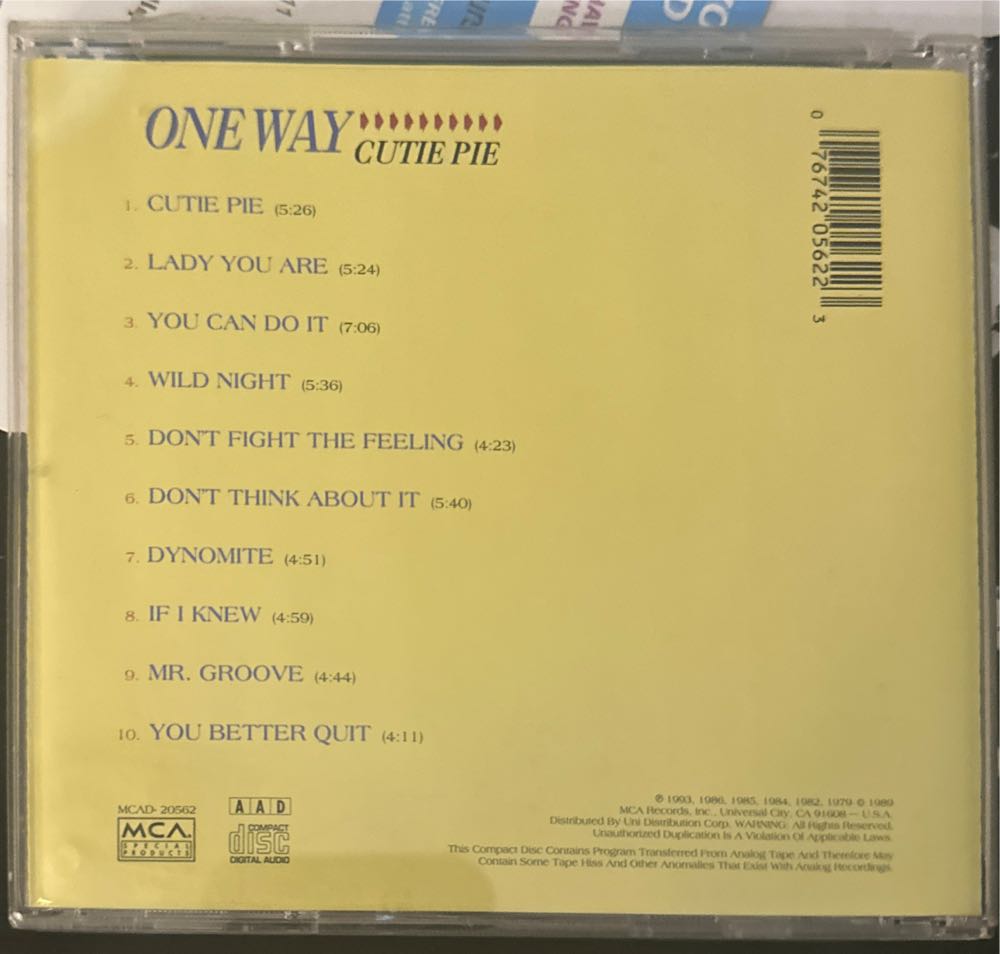 ONE WAY
CUTIE PIE
1. CUTIE PIE (5:26)
2. LADY YOU ARE (5:24)
3. YOU CAN DO IT (7:06)
4. WILD NIGHT (5:36)
5. DON'T FIGHT THE FEELING (4:23)
6. DON'T THINK ABOUT IT (5:40)
7. DYNOMITE (4:51)
8. IF I KNEW (4:59)
9. MR. GROOVE (4:44)
10. YOU BETTER QUIT (4:11)
0 76742 05622 3
MCAD-20562
MCA
SPECIAL
PRODUCTS
AAD
COMPACT
disc
DIGITAL AUDIO
℗ 1993, 1986, 1985, 1984, 1982, 1979 © 1989
MCA Records, Inc., Universal City, CA 91608 — U.S.A.
Distributed By Uni Distribution Corp. WARNING: All Rights Reserved.
Unauthorized Duplication Is A Violation Of Applicable Laws.
This Compact Disc Contains Program Transferred From Analog Tape And Therefore May
Contain Some Tape Hiss And Other Anomalies That Exist With Analog Recordings.